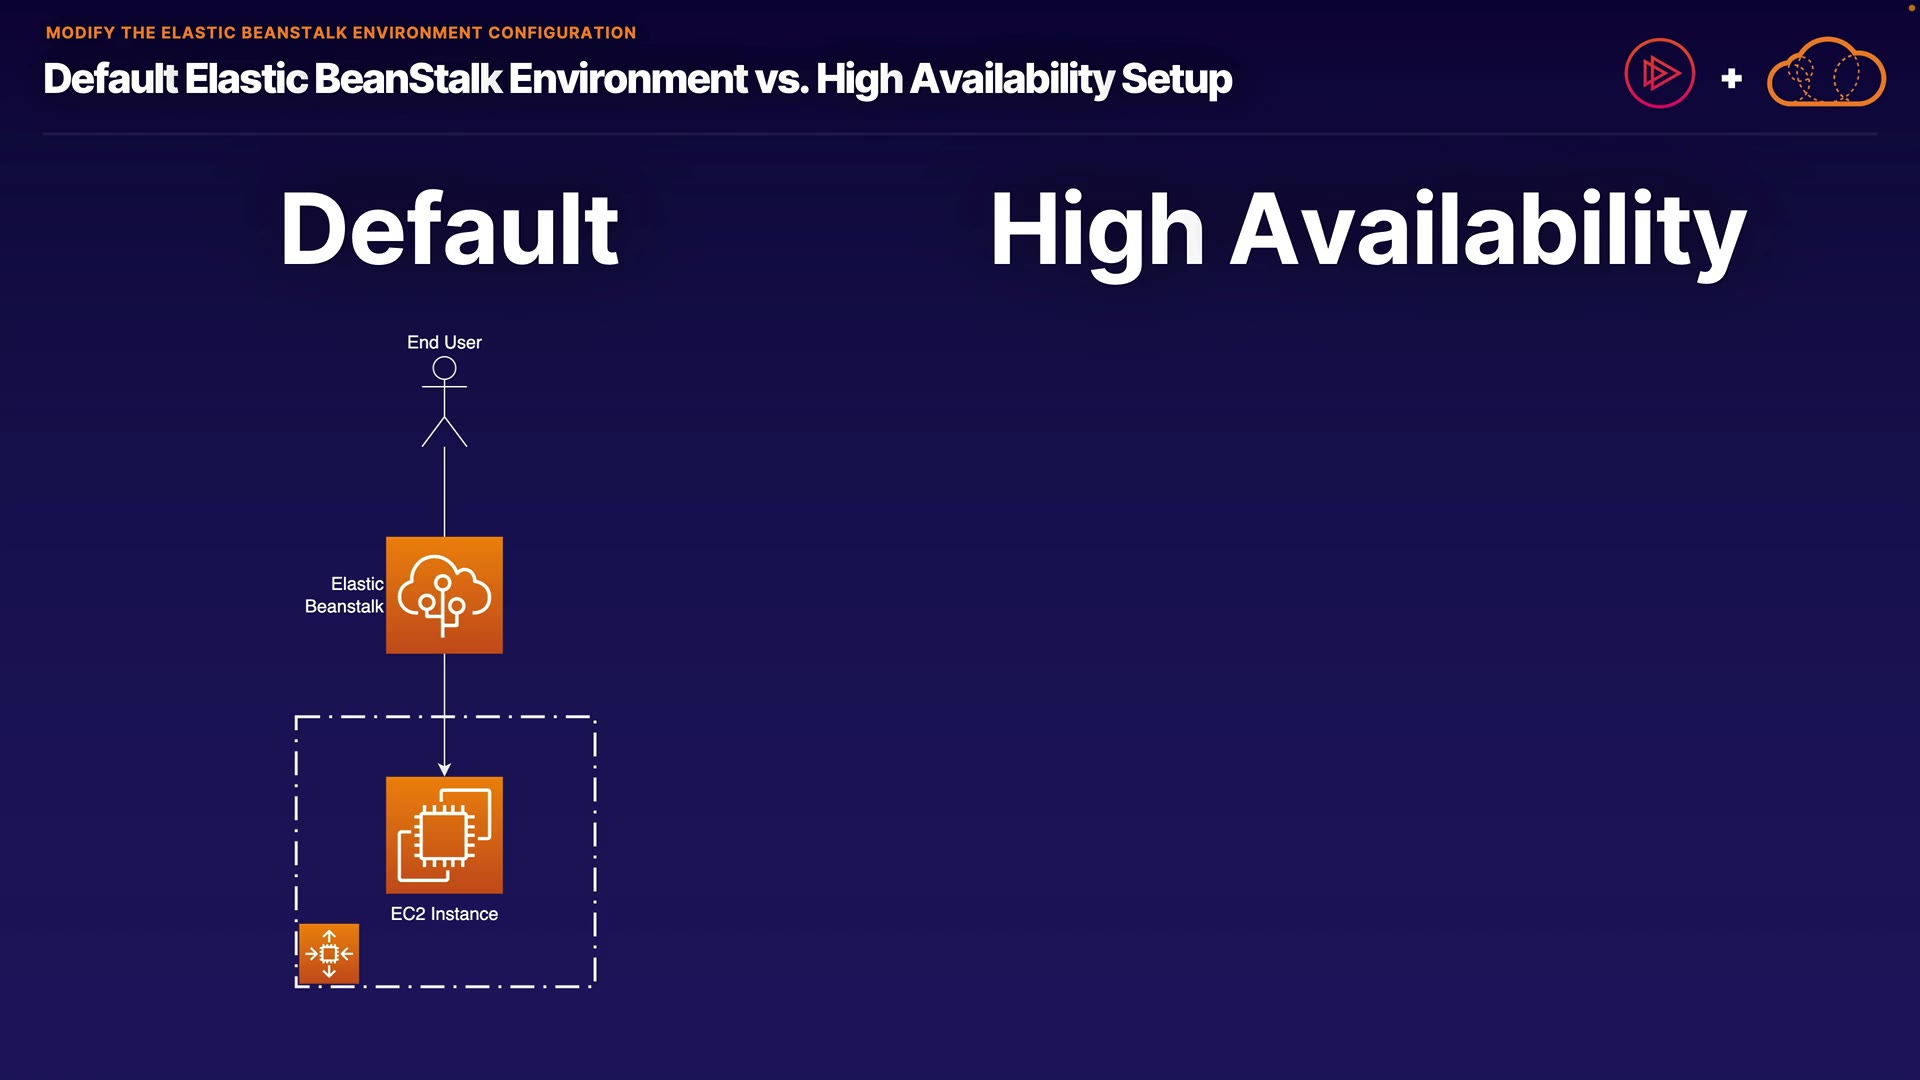 MODIFY THE ELASTIC BEANSTALK ENVIRONMENT CONFIGURATION
Default Elastic BeanStalk Environment vs. High Availability Setup
+
Default
High Availability
End User
Elastic
Beanstalk
EC2 Instance